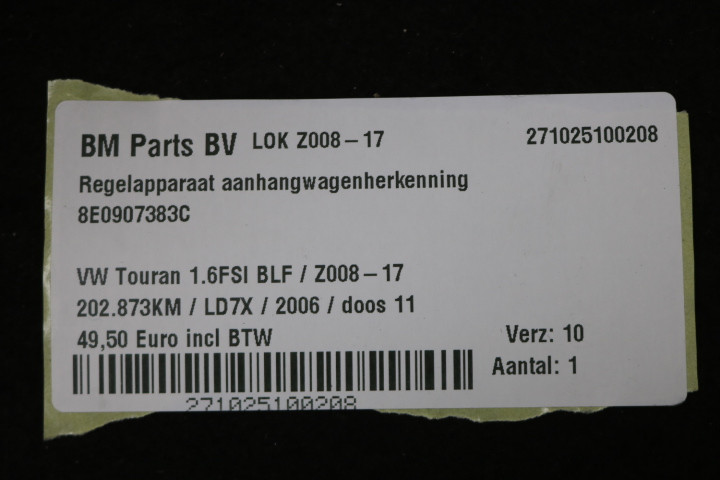 BM Parts BV LOK Z008-17 271025100208
Regelapparaat aanhangwagenherkenning
8E0907383C
VW Touran 1.6FSI BLF / Z008-17
202.873KM / LD7X / 2006 / doos 11
49,50 Euro incl BTW
Verz: 10
Aantal: 1
271025100208